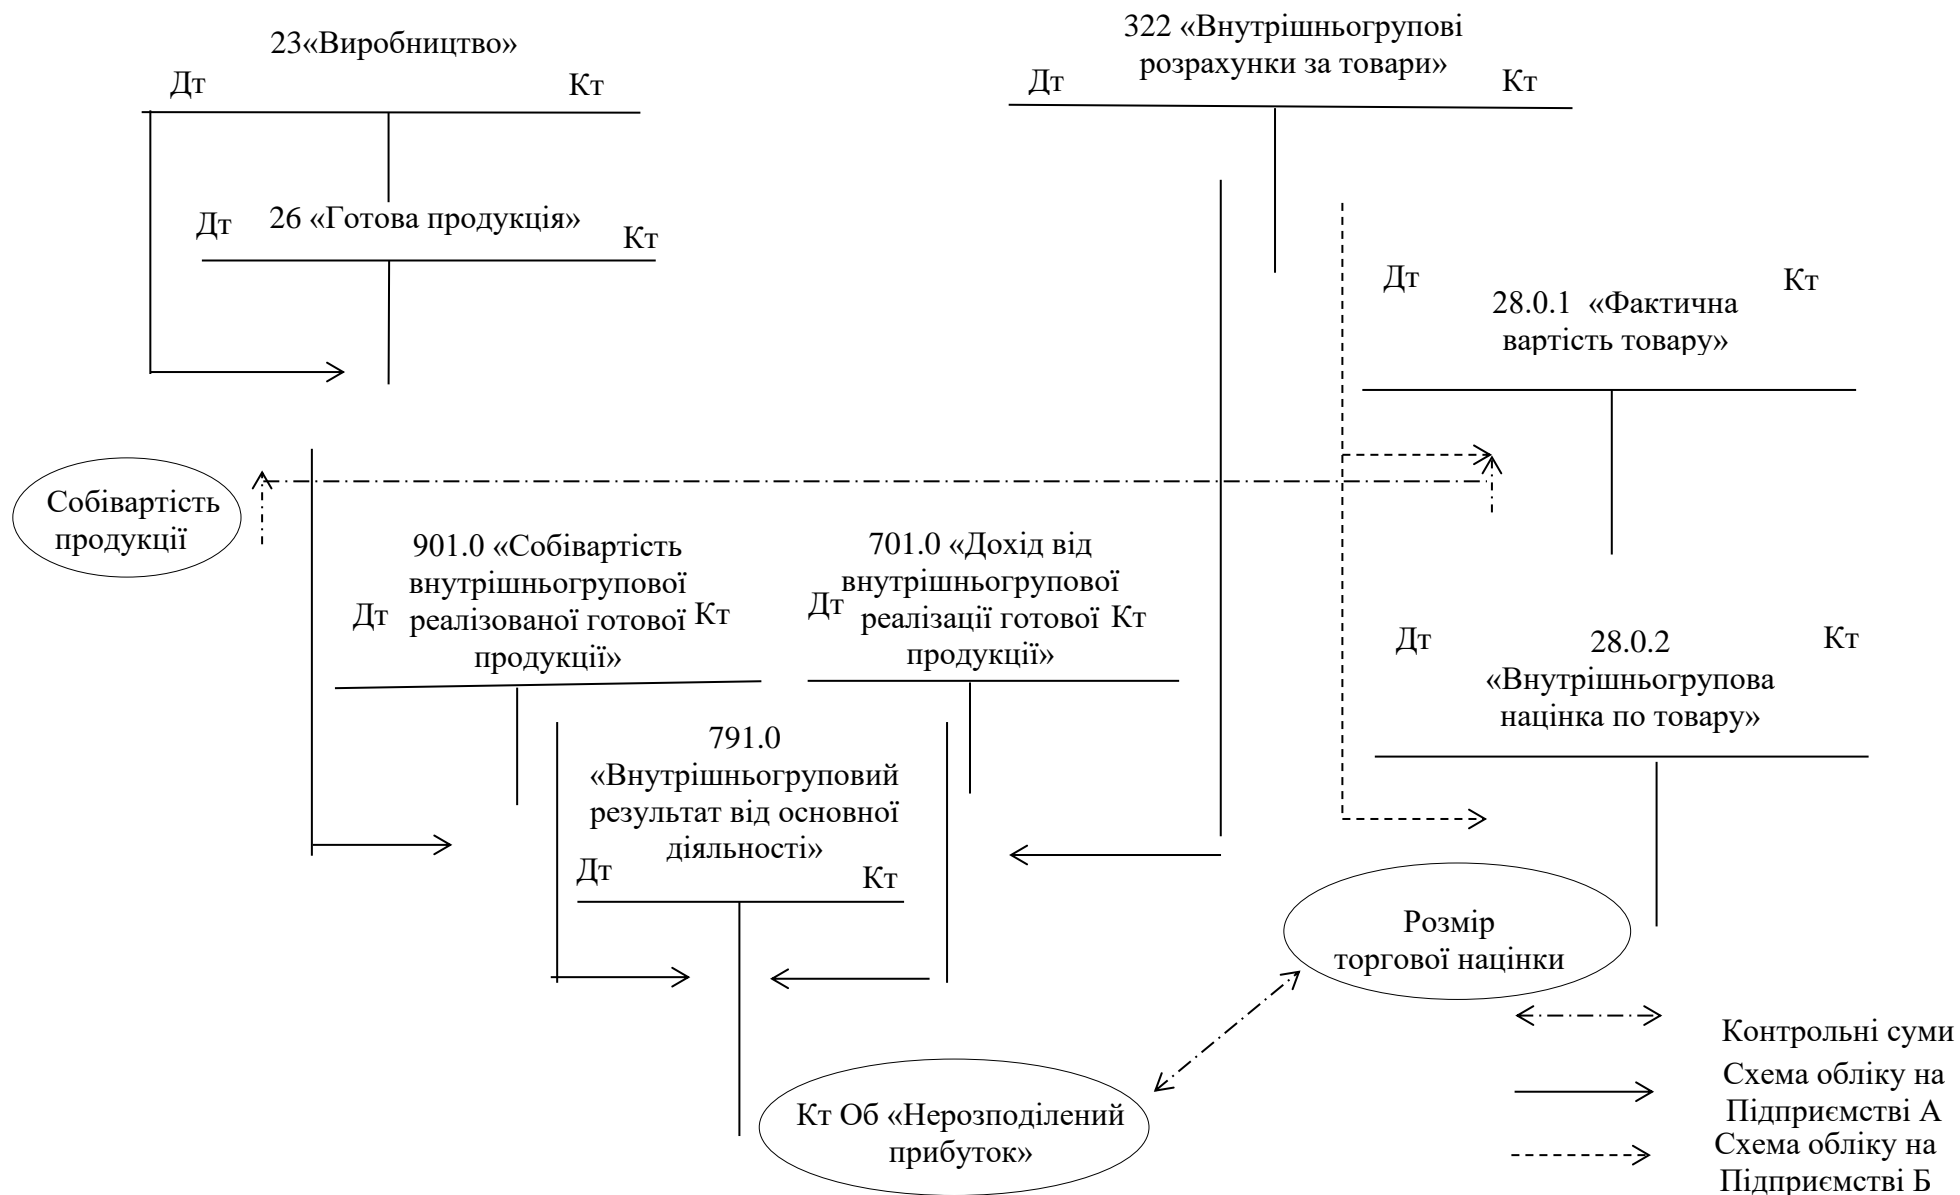 23«Виробництво»
Дт
Кт
322 «Внутрішньогрупові
розрахунки за товари»
Дт
Кт
Дт
26 «Готова продукція»
Кт
Дт
Кт
28.0.1 «Фактична
вартість товару»
Собівартість
продукції
901.0 «Собівартість
внутрішньогрупової
реалізованої готової
продукції»
Дт
Кт
701.0 «Дохід від
внутрішньогрупової
реалізації готової
продукції»
Дт
Кт
Дт
28.0.2
«Внутрішньогрупова
націнка по товару»
Кт
791.0
«Внутрішньогруповий
результат від основної
діяльності»
Дт
Кт
Розмір
торгової націнки
Кт Об «Нерозподілений
прибуток»
Контрольні суми
Схема обліку на
Підприємстві А
Схема обліку на
Підприємстві Б